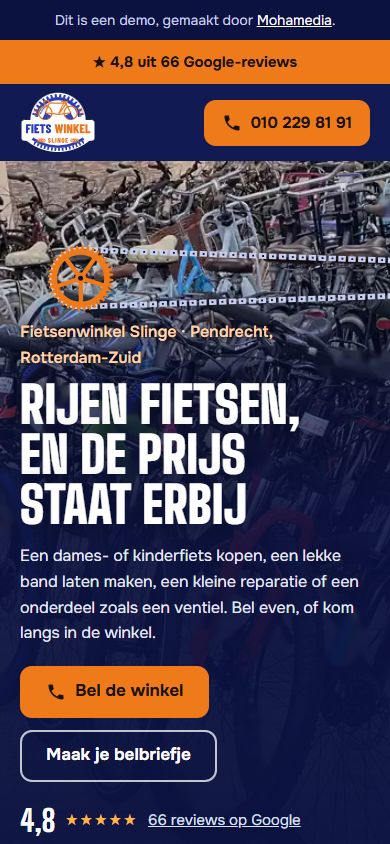 Dit is een demo, gemaakt door Mohamedia.
★ 4,8 uit 66 Google-reviews
FIETS WINKEL
SLINGE
010 229 81 91
Fietsenwinkel Slinge · Pendrecht,
Rotterdam-Zuid
RIJEN FIETSEN,
EN DE PRIJS
STAAT ERBIJ
Een dames- of kinderfiets kopen, een lekke
band laten maken, een kleine reparatie of een
onderdeel zoals een ventiel. Bel even, of kom
langs in de winkel.
Bel de winkel
Maak je belbriefje
4,8 ★★★★★ 66 reviews op Google